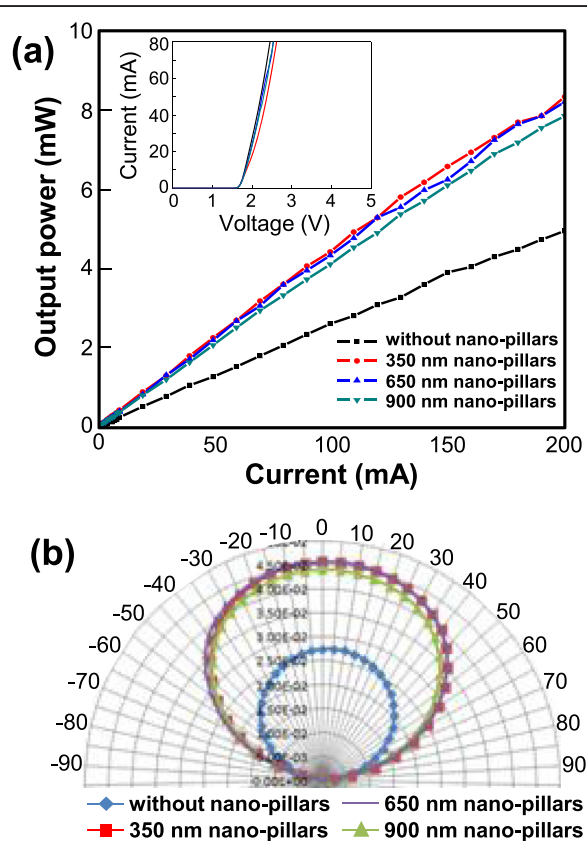 (a)
Output power (mW)
10
8
6
4
2
0
Current (mA)
80
60
40
20
0
0 1 2 3 4 5
Voltage (V)
without nano-pillars
350 nm nano-pillars
650 nm nano-pillars
900 nm nano-pillars
0 50 100 150 200
Current (mA)
(b)
-90 -80 -70 -60 -50 -40 -30 -20 -10 0 10 20 30 40 50 60 70 80 90
without nano-pillars
650 nm nano-pillars
350 nm nano-pillars
900 nm nano-pillars